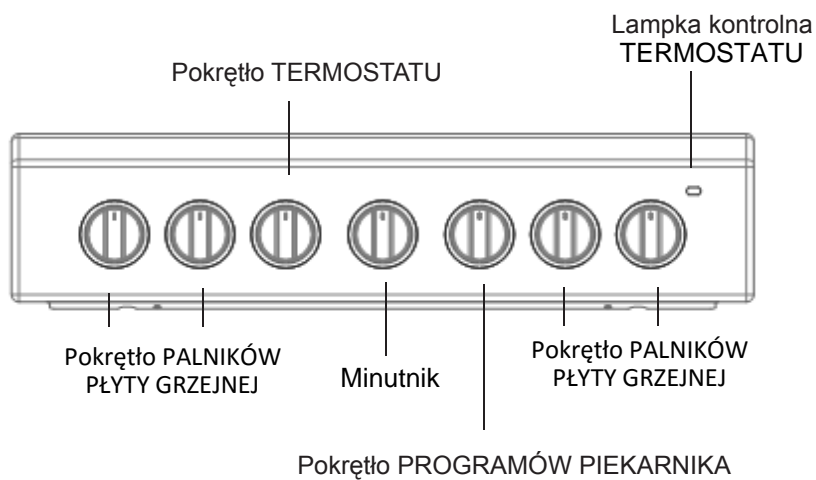 Lampka kontrolna
TERMOSTATU
Pokrętło TERMOSTATU
Pokrętło PALNIKÓW
PŁYTY GRZEJNEJ
Minutnik
Pokrętło PALNIKÓW
PŁYTY GRZEJNEJ
Pokrętło PROGRAMÓW PIEKARNIKA